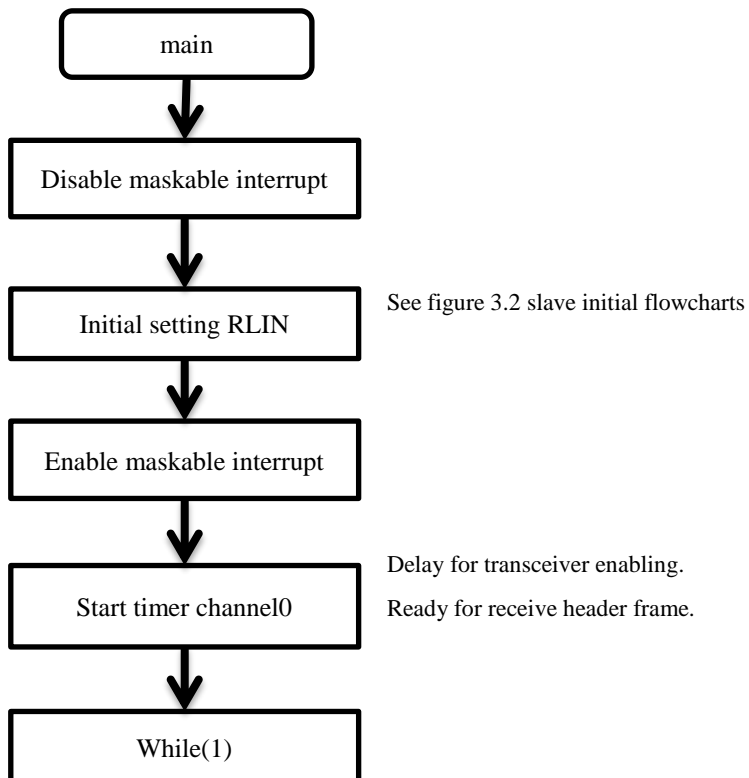 main
Disable maskable interrupt
Initial setting RLIN
See figure 3.2 slave initial flowcharts
Enable maskable interrupt
Start timer channel0
Delay for transceiver enabling.
Ready for receive header frame.
While(1)